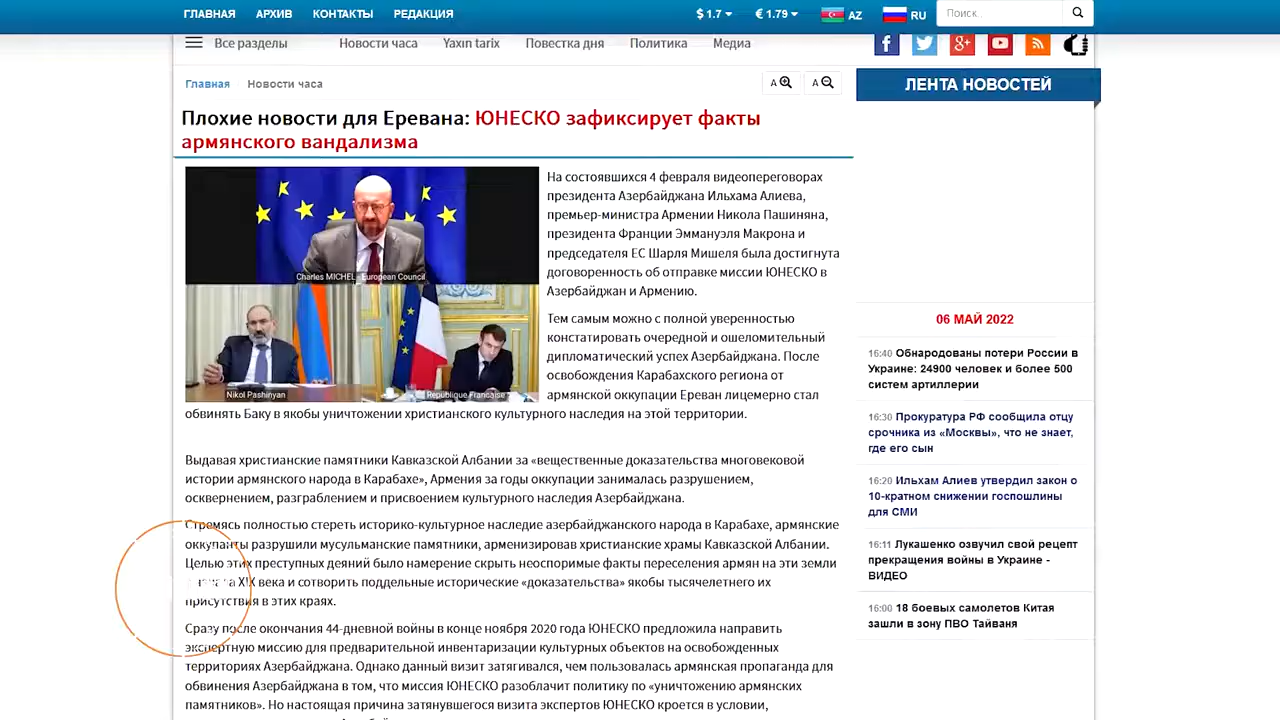 ГЛАВНАЯ АРХИВ КОНТАКТЫ РЕДАКЦИЯ $ 1.7 € 1.79 AZ RU Поиск..
Все разделы Новости часа Yaxın tarix Повестка дня Политика Медиа
Главная Новости часа A A
ЛЕНТА НОВОСТЕЙ
Плохие новости для Еревана: ЮНЕСКО зафиксирует факты
армянского вандализма
На состоявшихся 4 февраля видеопереговорах
президента Азербайджана Ильхама Алиева,
премьер-министра Армении Никола Пашиняна,
президента Франции Эммануэля Макрона и
председателя ЕС Шарля Мишеля была достигнута
договоренность об отправке миссии ЮНЕСКО в
Азербайджан и Армению.
Charles MICHEL - European Council
Тем самым можно с полной уверенностью
констатировать очередной и ошеломительный
дипломатический успех Азербайджана. После
освобождения Карабахского региона от
армянской оккупации Ереван лицемерно стал
Nikol Pashinyan République Française
обвинять Баку в якобы уничтожении христианского культурного наследия на этой территории.
Выдавая христианские памятники Кавказской Албании за «вещественные доказательства многовековой
истории армянского народа в Карабахе», Армения за годы оккупации занималась разрушением,
осквернением, разграблением и присвоением культурного наследия Азербайджана.
Стремясь полностью стереть историко-культурное наследие азербайджанского народа в Карабахе, армянские
оккупанты разрушили мусульманские памятники, арменизировав христианские храмы Кавказской Албании.
Целью этих преступных деяний было намерение скрыть неоспоримые факты переселения армян на эти земли
XIX века и сотворить поддельные исторические «доказательства» якобы тысячелетнего их
присутствия в этих краях.
Сразу после окончания 44-дневной войны в конце ноября 2020 года ЮНЕСКО предложила направить
экспертную миссию для предварительной инвентаризации культурных объектов на освобожденных
территориях Азербайджана. Однако данный визит затягивался, чем пользовалась армянская пропаганда для
обвинения Азербайджана в том, что миссия ЮНЕСКО разоблачит политику по «уничтожению армянских
памятников». Но настоящая причина затянувшегося визита экспертов ЮНЕСКО кроется в условии,
06 МАЙ 2022
16:40 Обнародованы потери России в
Украине: 24900 человек и более 500
систем артиллерии
16:30 Прокуратура РФ сообщила отцу
срочника из «Москвы», что не знает,
где его сын
16:20 Ильхам Алиев утвердил закон о
10-кратном снижении госпошлины
для СМИ
16:11 Лукашенко озвучил свой рецепт
прекращения войны в Украине -
ВИДЕО
16:00 18 боевых самолетов Китая
зашли в зону ПВО Тайваня